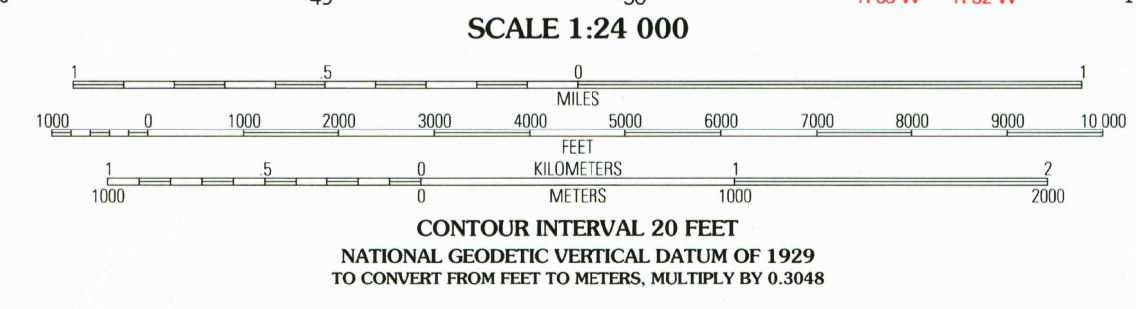 SCALE 1:24 000
1 .5 0 1
MILES
1000 0 1000 2000 3000 4000 5000 6000 7000 8000 9000 10 000
FEET
1 .5 0 KILOMETERS 1 2
1000 0 METERS 1000 2000
CONTOUR INTERVAL 20 FEET
NATIONAL GEODETIC VERTICAL DATUM OF 1929
TO CONVERT FROM FEET TO METERS, MULTIPLY BY 0.3048